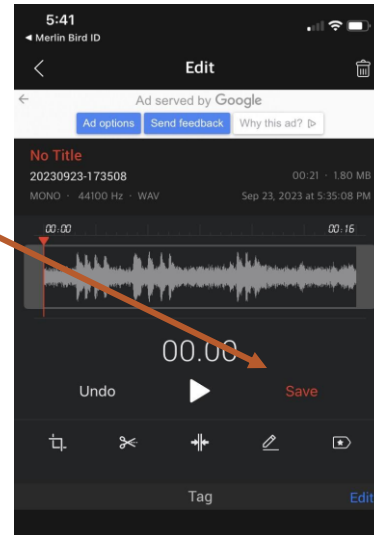 5:41
◄ Merlin Bird ID
Edit
Ad served by Google
Ad options Send feedback Why this ad?
No Title
20230923-173508 00:21 · 1.80 MB
MONO · 44100 Hz · WAV Sep 23, 2023 at 5:35:08 PM
00:00 00:16
00.00
Undo Save
Tag Edit